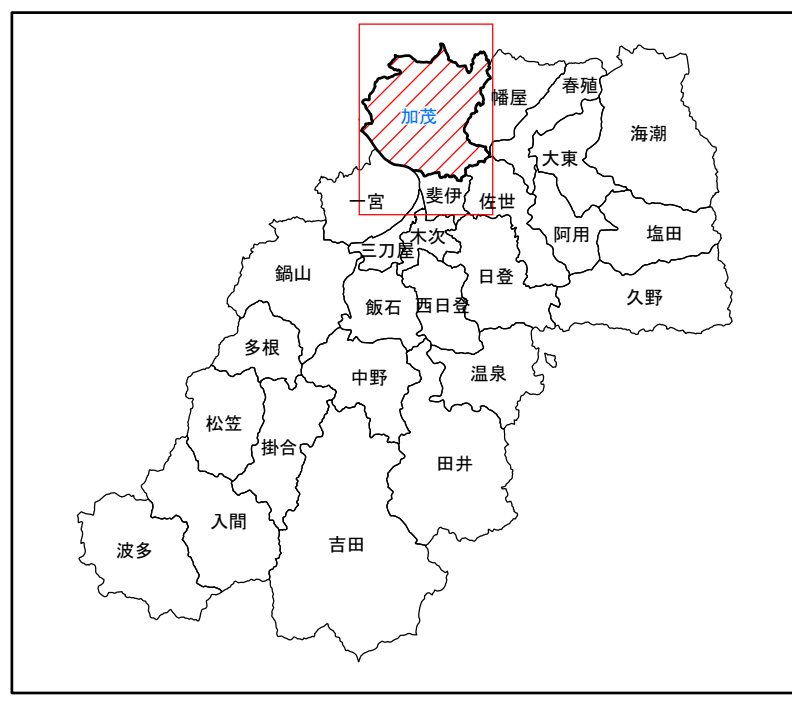 春殖
幡屋
加茂
海潮
大東
斐伊
一宮
佐世
阿用
塩田
木次
三刀屋
鍋山
日登
久野
飯石
西日登
多根
中野
温泉
松笠
掛合
田井
入間
吉田
波多